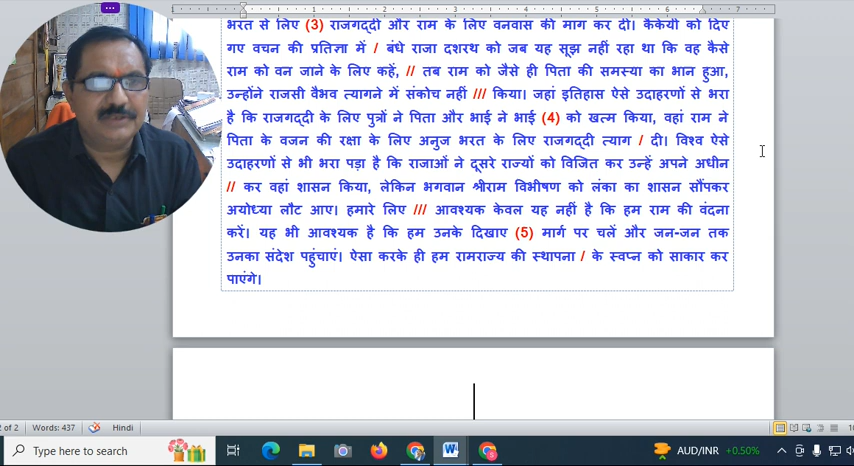 भरत से लिए (3) राजगद्दी और राम के लिए वनवास की मांग कर दी। कैकेयी को दिए
गए वचन की प्रतिज्ञा में / बंधे राजा दशरथ को जब यह सूझ नहीं रहा था कि वह कैसे
राम को वन जाने के लिए कहें, // तब राम को जैसे ही पिता की समस्या का भान हुआ,
उन्होंने राजसी वैभव त्यागने में संकोच नहीं /// किया। जहां इतिहास ऐसे उदाहरणों से भरा
है कि राजगद्दी के लिए पुत्रों ने पिता और भाई ने भाई (4) को खत्म किया, वहां राम ने
पिता के वजन की रक्षा के लिए अनुज भरत के लिए राजगद्दी त्याग / दी। विश्व ऐसे
उदाहरणों से भी भरा पड़ा है कि राजाओं ने दूसरे राज्यों को विजित कर उन्हें अपने अधीन
// कर वहां शासन किया, लेकिन भगवान श्रीराम विभीषण को लंका का शासन सौंपकर
अयोध्या लौट आए। हमारे लिए /// आवश्यक केवल यह नहीं है कि हम राम की वंदना
करें। यह भी आवश्यक है कि हम उनके दिखाए (5) मार्ग पर चलें और जन-जन तक
उनका संदेश पहुंचाएं। ऐसा करके ही हम रामराज्य की स्थापना / के स्वप्न को साकार कर
पाएंगे।
2 of 2 Words: 437 Hindi
Type here to search AUD/INR +0.50%